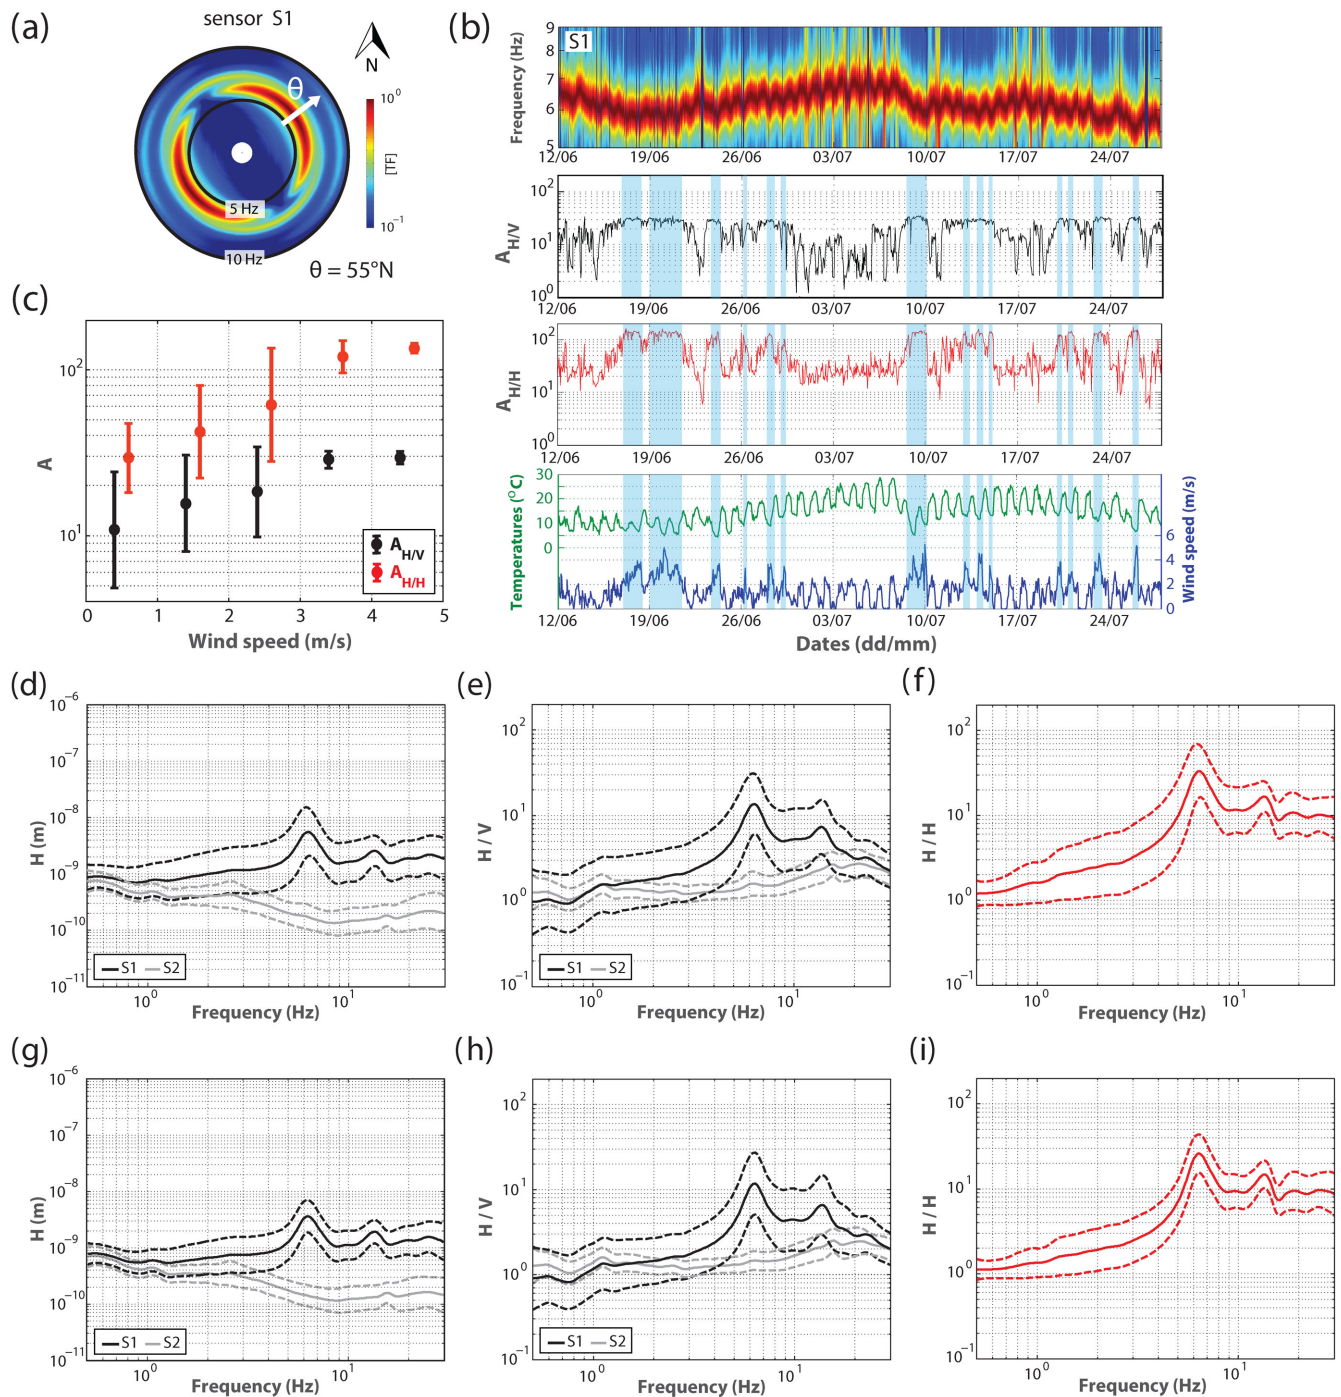 (a)
sensor S1
N
θ
10⁰
[TF]
10⁻¹
5 Hz
10 Hz
θ = 55°N
(b)
S1
Frequency (Hz)
9
8
7
6
5
12/06 19/06 26/06 03/07 10/07 17/07 24/07
A_H/V
10²
10¹
10⁰
12/06 19/06 26/06 03/07 10/07 17/07 24/07
A_H/H
10²
10¹
10⁰
12/06 19/06 26/06 03/07 10/07 17/07 24/07
Temperatures (°C)
30
20
10
0
Wind speed (m/s)
6
4
2
0
12/06 19/06 26/06 03/07 10/07 17/07 24/07
Dates (dd/mm)
(c)
A
10²
10¹
0 1 2 3 4 5
Wind speed (m/s)
A_H/V
A_H/H
(d)
H (m)
10⁻⁶
10⁻⁷
10⁻⁸
10⁻⁹
10⁻¹⁰
10⁻¹¹
S1 S2
10⁰ 10¹
Frequency (Hz)
(e)
H / V
10²
10¹
10⁰
10⁻¹
S1 S2
10⁰ 10¹
Frequency (Hz)
(f)
H / H
10²
10¹
10⁰
10⁻¹
10⁰ 10¹
Frequency (Hz)
(g)
H (m)
10⁻⁶
10⁻⁷
10⁻⁸
10⁻⁹
10⁻¹⁰
10⁻¹¹
S1 S2
10⁰ 10¹
Frequency (Hz)
(h)
H / V
10²
10¹
10⁰
10⁻¹
S1 S2
10⁰ 10¹
Frequency (Hz)
(i)
H / H
10²
10¹
10⁰
10⁻¹
10⁰ 10¹
Frequency (Hz)